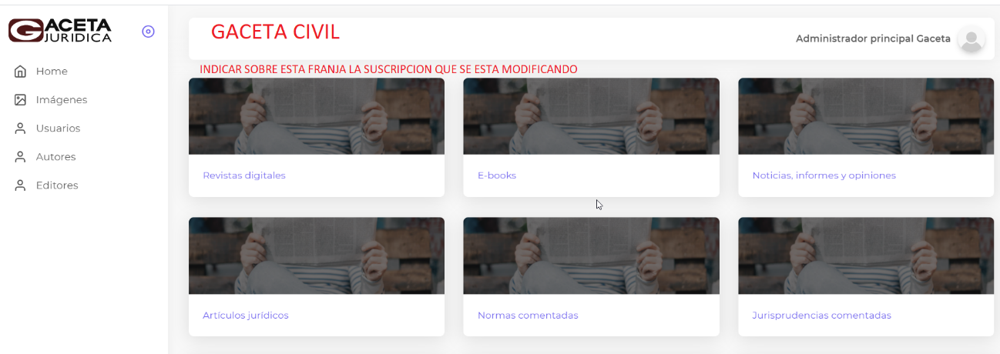 GACETA
JURIDICA
Home
Imágenes
Usuarios
Autores
Editores
GACETA CIVIL
Administrador principal Gaceta
INDICAR SOBRE ESTA FRANJA LA SUSCRIPCION QUE SE ESTA MODIFICANDO
Revistas digitales
E-books
Noticias, informes y opiniones
Artículos jurídicos
Normas comentadas
Jurisprudencias comentadas